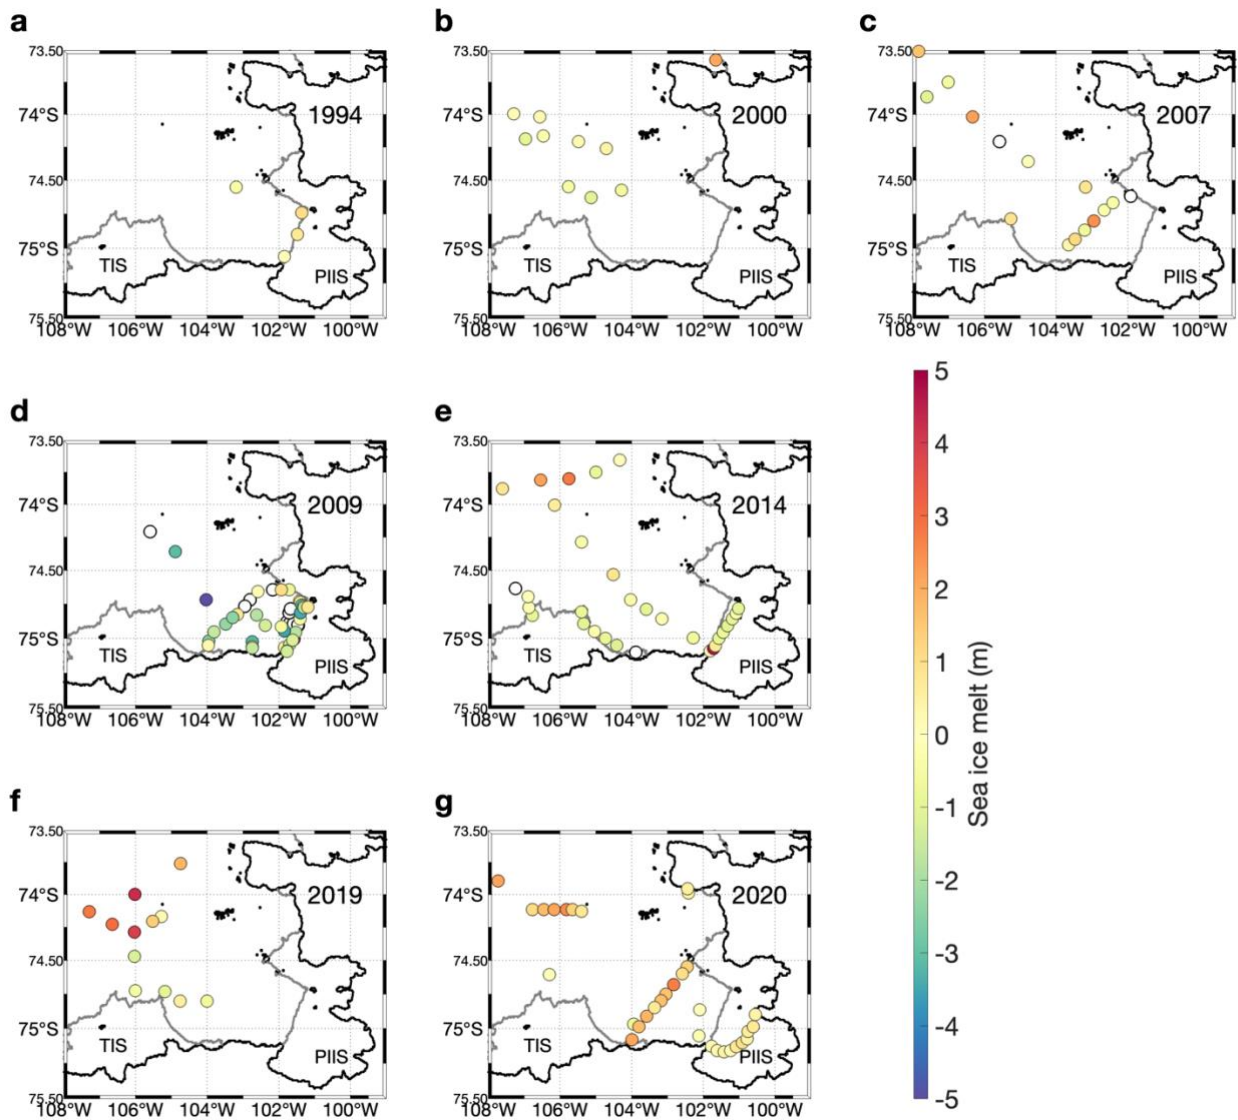 a
73.50
74°S
74.50
75°S
75.50
108°W 106°W 104°W 102°W 100°W
1994
TIS
PIIS
b
73.50
74°S
74.50
75°S
75.50
108°W 106°W 104°W 102°W 100°W
2000
TIS
PIIS
c
73.50
74°S
74.50
75°S
75.50
108°W 106°W 104°W 102°W 100°W
2007
TIS
PIIS
d
73.50
74°S
74.50
75°S
75.50
108°W 106°W 104°W 102°W 100°W
2009
TIS
PIIS
e
73.50
74°S
74.50
75°S
75.50
108°W 106°W 104°W 102°W 100°W
2014
TIS
PIIS
5
4
3
2
1
0
-1
-2
-3
-4
-5
Sea ice melt (m)
f
73.50
74°S
74.50
75°S
75.50
108°W 106°W 104°W 102°W 100°W
2019
TIS
PIIS
g
73.50
74°S
74.50
75°S
75.50
108°W 106°W 104°W 102°W 100°W
2020
TIS
PIIS